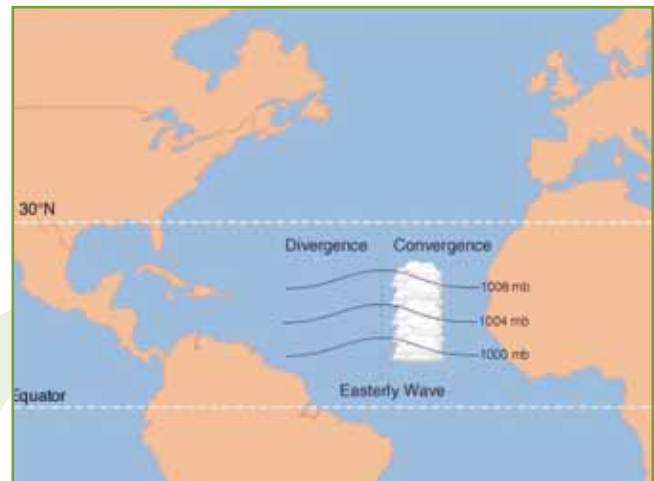 30°N
Divergence Convergence
1008 mb
1004 mb
1000 mb
Easterly Wave
Equator